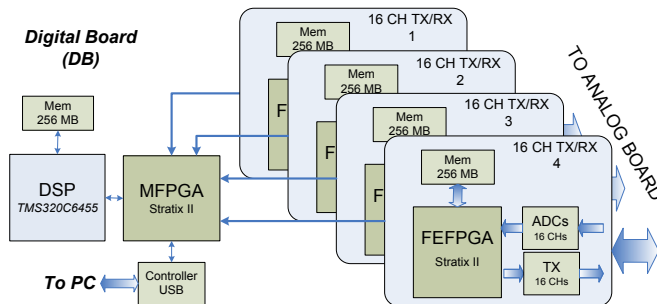 Digital Board
(DB)
Mem
256 MB
DSP
TMS320C6455
MFPGA
Stratix II
To PC
Controller
USB
16 CH TX/RX
1
Mem
256 MB
F
16 CH TX/RX
2
Mem
256 MB
F
16 CH TX/RX
3
Mem
256 MB
F
16 CH TX/RX
4
Mem
256 MB
FEFPGA
Stratix II
ADCs
16 CHs
TX
16 CHs
TO ANALOG BOARD